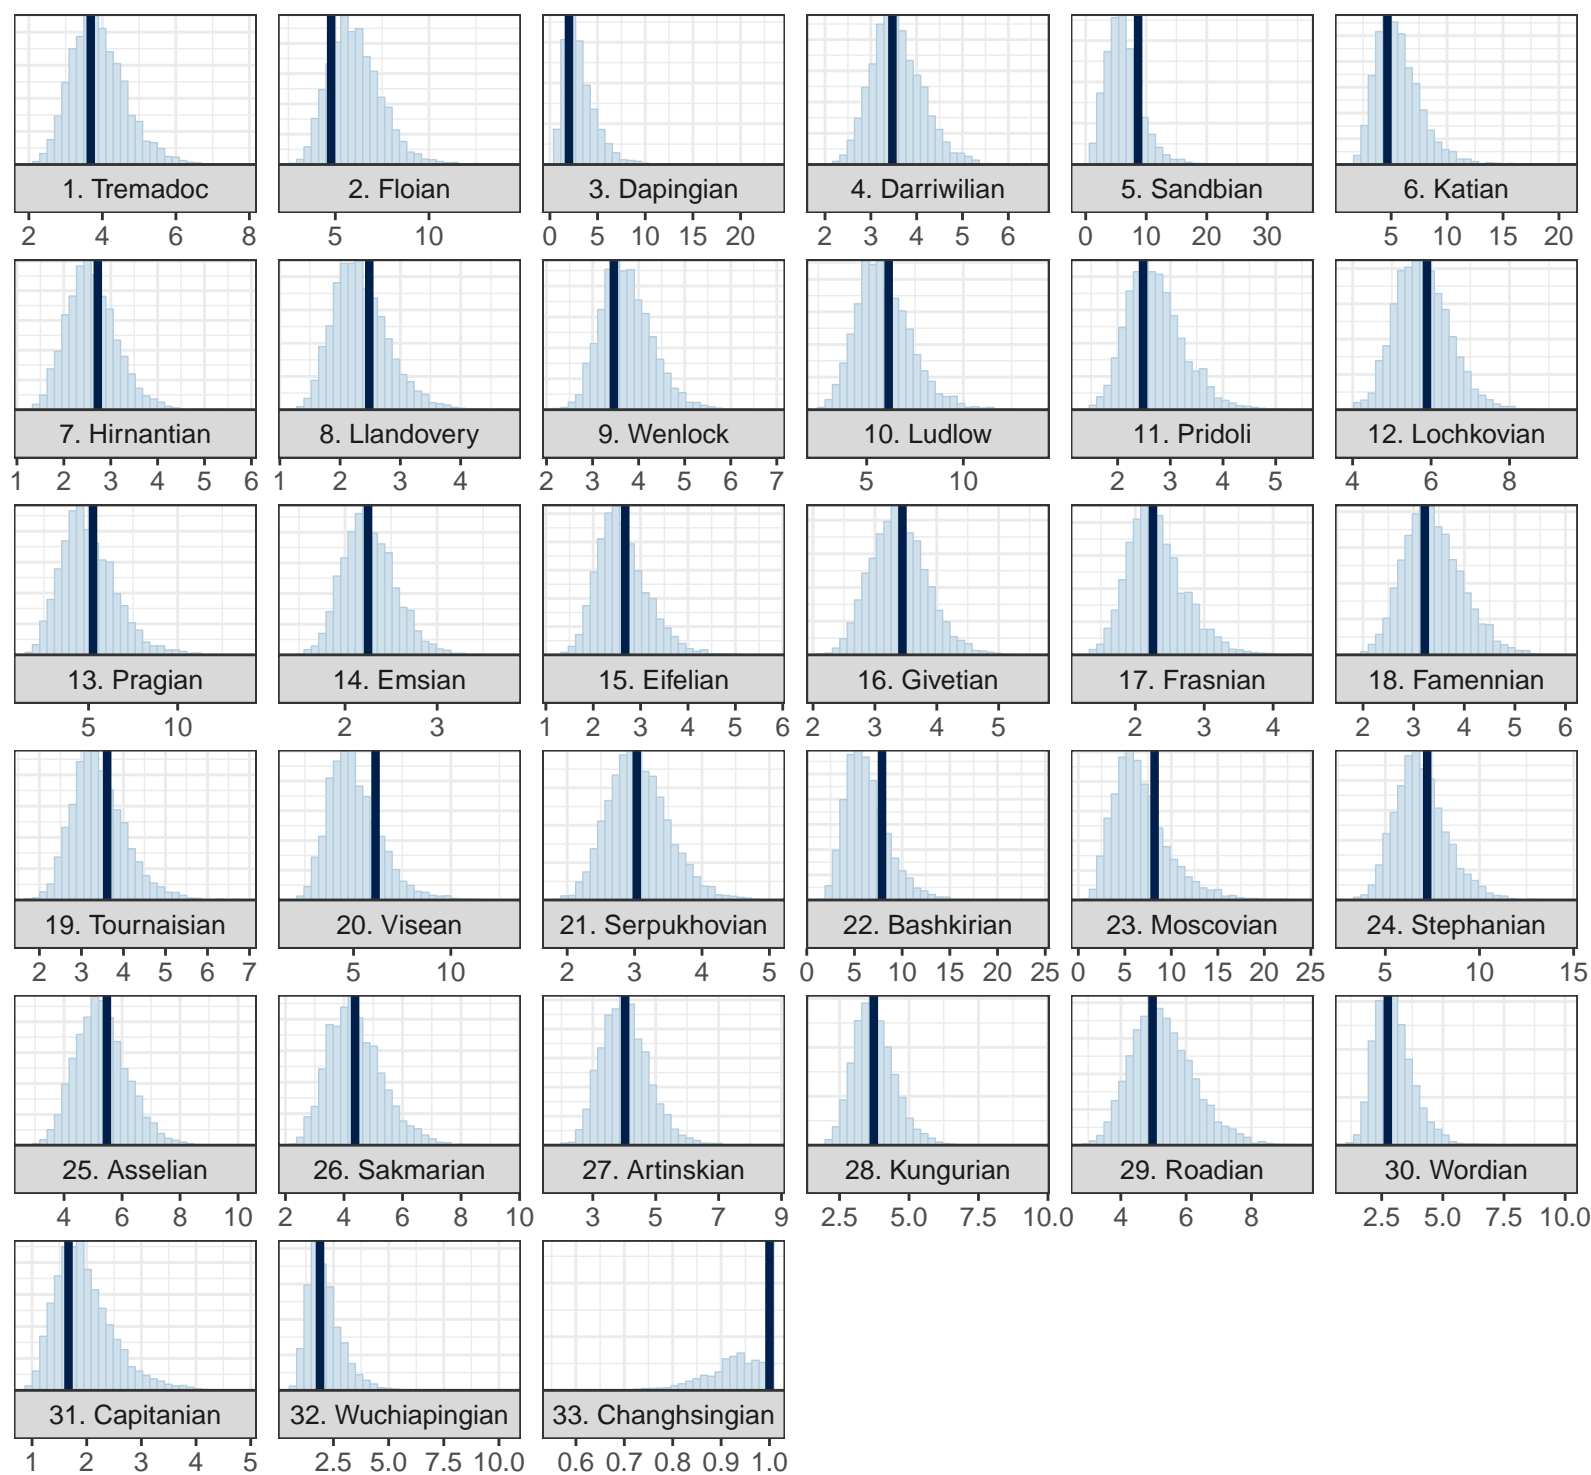 1. Tremadoc 2. Floian 3. Dapingian 4. Darriwilian 5. Sandbian 6. Katian
2 4 6 8 5 10 0 5 10 15 20 2 3 4 5 6 0 10 20 30 5 10 15 20
7. Hirnantian 8. Llandovery 9. Wenlock 10. Ludlow 11. Pridoli 12. Lochkovian
1 2 3 4 5 6 1 2 3 4 2 3 4 5 6 7 5 10 2 3 4 5 4 6 8
13. Pragian 14. Emsian 15. Eifelian 16. Givetian 17. Frasnian 18. Famennian
5 10 2 3 1 2 3 4 5 6 2 3 4 5 2 3 4 2 3 4 5 6
19. Tournaisian 20. Visean 21. Serpukhovian 22. Bashkirian 23. Moscovian 24. Stephanian
2 3 4 5 6 7 5 10 2 3 4 5 0 5 10 15 20 25 0 5 10 15 20 25 5 10 15
25. Asselian 26. Sakmarian 27. Artinskian 28. Kungurian 29. Roadian 30. Wordian
4 6 8 10 2 4 6 8 10 3 5 7 9 2.5 5.0 7.5 10.0 4 6 8 2.5 5.0 7.5 10.0
31. Capitanian 32. Wuchiapingian 33. Changhsingian
1 2 3 4 5 2.5 5.0 7.5 10.0 0.6 0.7 0.8 0.9 1.0